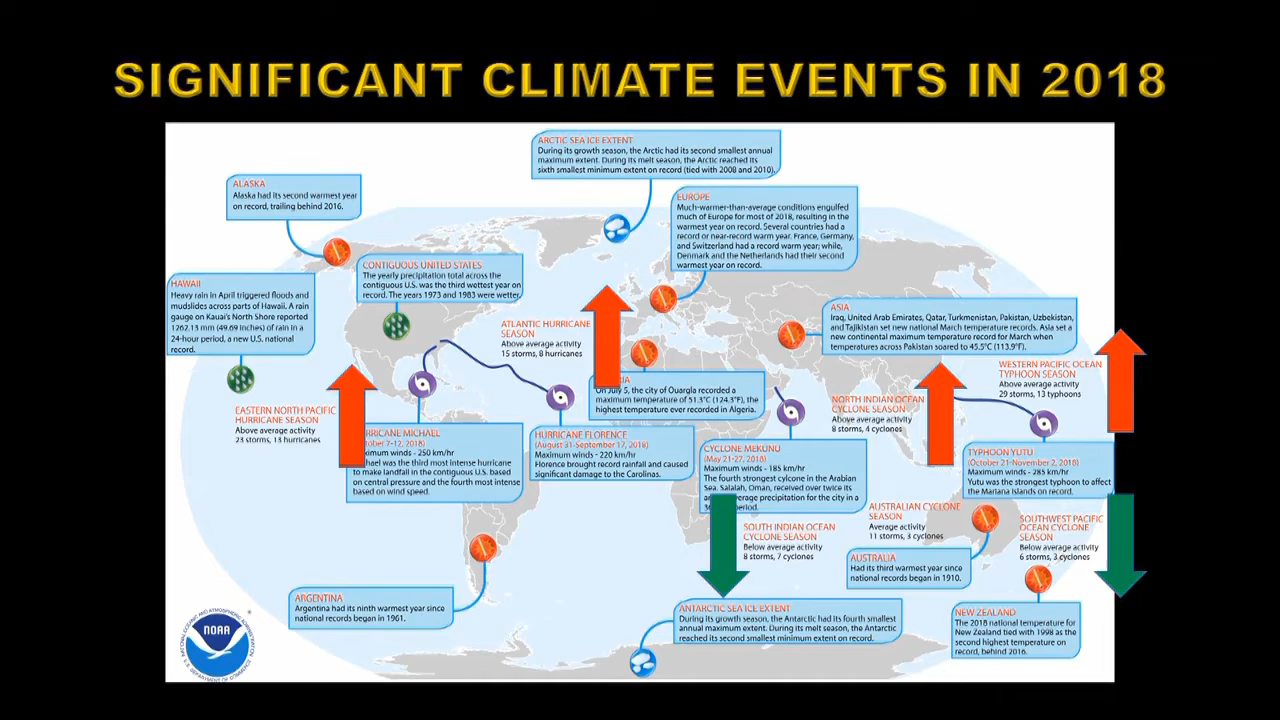 SIGNIFICANT CLIMATE EVENTS IN 2018
ARCTIC SEA ICE EXTENT
During its growth season, the Arctic had its second smallest annual
maximum extent. During its melt season, the Arctic reached its
sixth smallest minimum extent on record (tied with 2008 and 2010).
ALASKA
Alaska had its second warmest year
on record, trailing behind 2016.
EUROPE
Much-warmer-than-average conditions engulfed
much of Europe for most of 2018, resulting in the
warmest year on record. Several countries had a
record or near-record warm year. France, Germany,
and Switzerland had a record warm year; while,
Denmark and the Netherlands had their second
warmest year on record.
CONTIGUOUS UNITED STATES
The yearly precipitation total across the
contiguous U.S. was the third wettest year on
record. The years 1973 and 1983 were wetter.
HAWAII
Heavy rain in April triggered floods and
mudslides across parts of Hawaii. A rain
gauge on Kauai's North Shore reported
1262.13 mm (49.69 inches) of rain in a
24-hour period, a new U.S. national
record.
ASIA
Iraq, United Arab Emirates, Qatar, Turkmenistan, Pakistan, Uzbekistan,
and Tajikistan set new national March temperature records. Asia set a
new continental maximum temperature record for March when
temperatures across Pakistan soared to 45.5°C (113.9°F).
ATLANTIC HURRICANE
SEASON
Above average activity
15 storms, 8 hurricanes
WESTERN PACIFIC OCEAN
TYPHOON SEASON
Above average activity
29 storms, 13 typhoons
On July 5, the city of Ouargla recorded a
maximum temperature of 51.3°C (124.3°F), the
highest temperature ever recorded in Algeria.
NORTH INDIAN OCEAN
CYCLONE SEASON
Above average activity
8 storms, 4 cyclones
EASTERN NORTH PACIFIC
HURRICANE SEASON
Above average activity
23 storms, 13 hurricanes
MICHAEL
7-12, 2018)
winds - 250 km/hr
was the third most intense hurricane
to make landfall in the contiguous U.S. based
on central pressure and the fourth most intense
based on wind speed.
HURRICANE FLORENCE
(August 31-September 17, 2018)
Maximum winds - 220 km/hr
Florence brought record rainfall and caused
significant damage to the Carolinas.
CYCLONE MEKUNU
(May 21-27, 2018)
Maximum winds - 185 km/hr
The fourth strongest cylcone in the Arabian
Sea. Salalah, Oman, received over twice its
average precipitation for the city in a
period.
TYPHOON YUTU
(October 21-November 2, 2018)
Maximum winds - 285 km/hr
Yutu was the strongest typhoon to affect
the Mariana Islands on record.
SOUTH INDIAN OCEAN
CYCLONE SEASON
Below average activity
8 storms, 7 cyclones
AUSTRALIAN CYCLONE
SEASON
Average activity
11 storms, 3 cyclones
SOUTHWEST PACIFIC
OCEAN CYCLONE
SEASON
Below average activity
6 storms, 3 cyclones
AUSTRALIA
Had its third warmest year since
national records began in 1910.
ARGENTINA
Argentina had its ninth warmest year since
national records began in 1961.
ANTARCTIC SEA ICE EXTENT
During its growth season, the Antarctic had its fourth smallest
annual maximum extent. During its melt season, the Antarctic
reached its second smallest minimum extent on record.
NEW ZEALAND
The 2018 national temperature for
New Zealand tied with 1998 as the
second highest temperature on
record, behind 2016.
NOAA